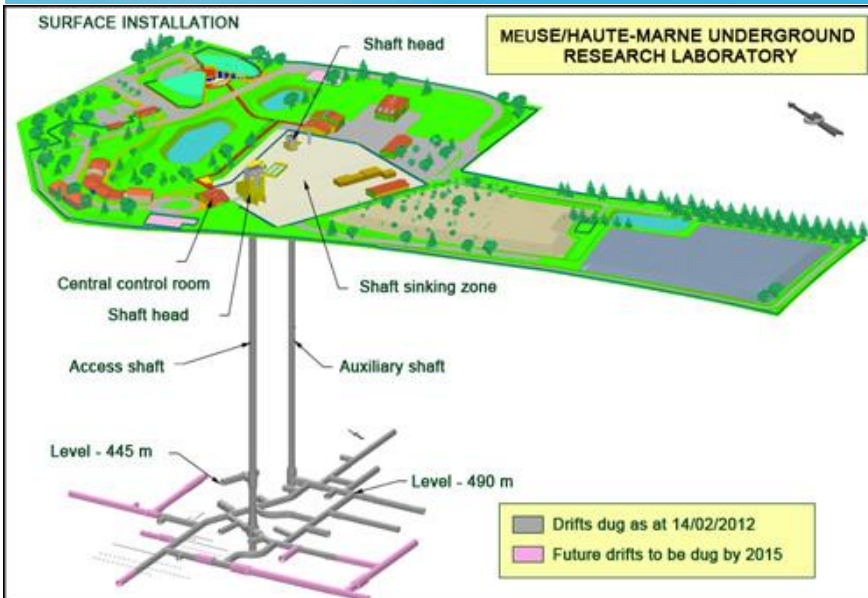 SURFACE INSTALLATION
MEUSE/HAUTE-MARNE UNDERGROUND
RESEARCH LABORATORY
Shaft head
Central control room
Shaft head
Shaft sinking zone
Access shaft
Auxiliary shaft
Level - 445 m
Level - 490 m
Drifts dug as at 14/02/2012
Future drifts to be dug by 2015